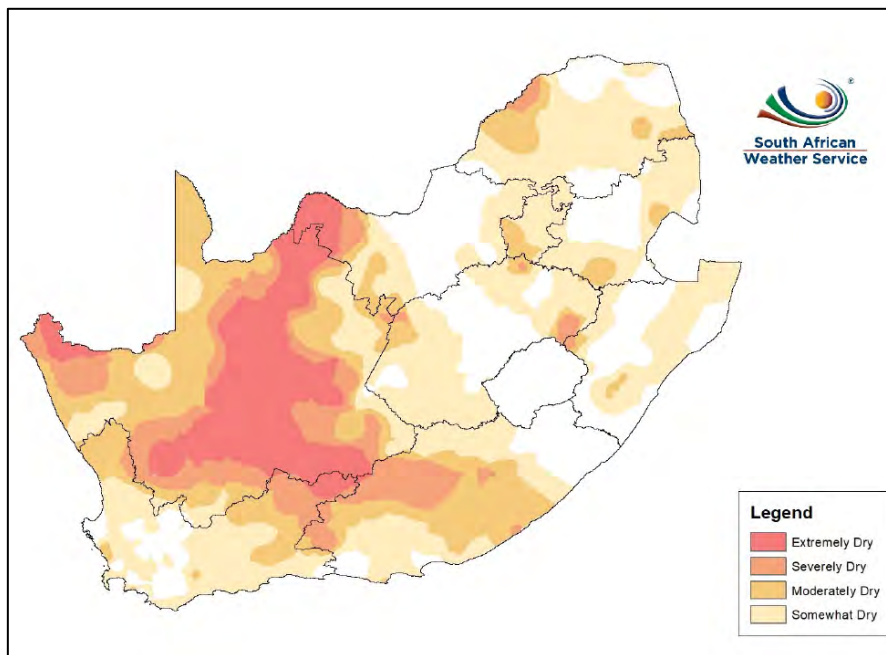 ®
South African
Weather Service
Legend
Extremely Dry
Severely Dry
Moderately Dry
Somewhat Dry